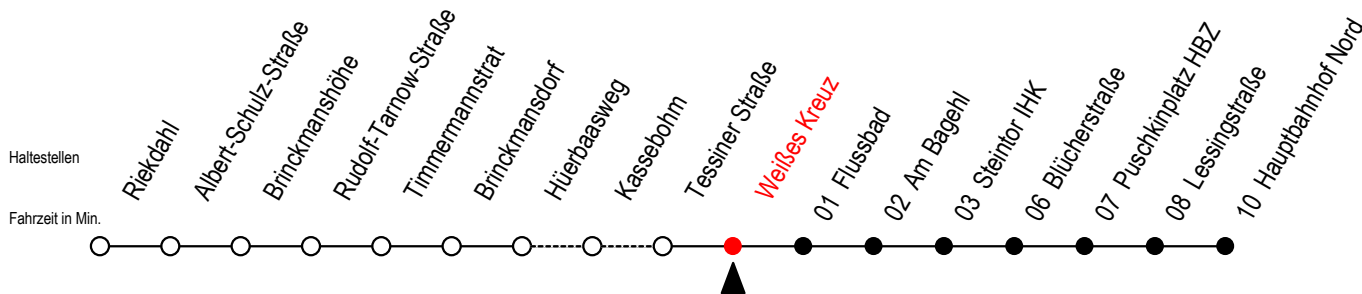 Haltestellen
Fahrzeit in Min.
Riekdahl
Albert-Schulz-Straße
Brinckmanshöhe
Rudolf-Tarnow-Straße
Timmermannstrat
Brinckmansdorf
Hüerbaasweg
Kassebohm
Tessiner Straße
Weißes Kreuz
01 Flussbad
02 Am Bagehl
03 Steintor IHK
06 Blücherstraße
07 Puschkinplatz HBZ
08 Lessingstraße
10 Hauptbahnhof Nord